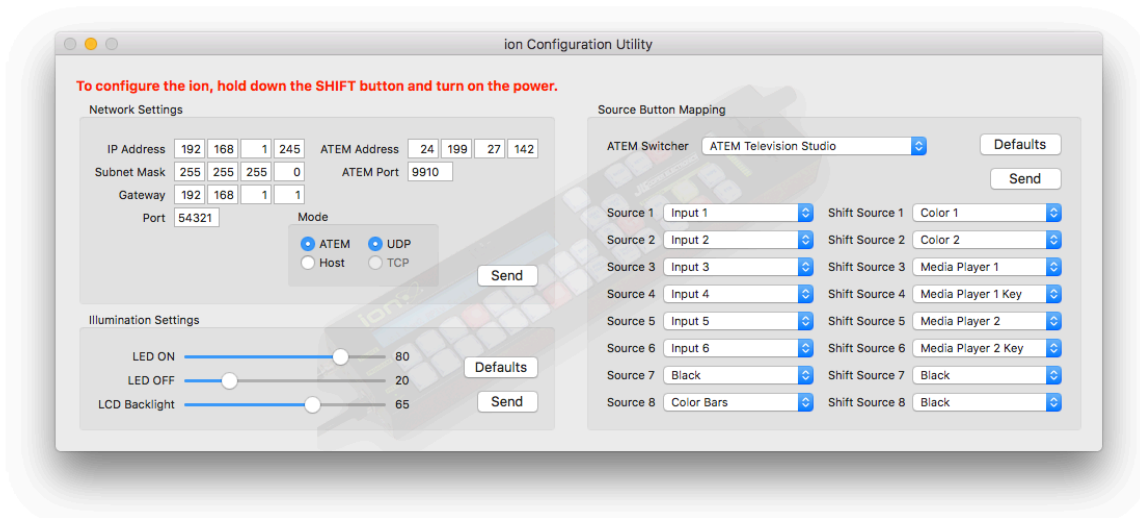 ion Configuration Utility
To configure the ion, hold down the SHIFT button and turn on the power.
Network Settings
IP Address 192 168 1 245 ATEM Address 24 199 27 142
Subnet Mask 255 255 255 0 ATEM Port 9910
Gateway 192 168 1 1
Port 54321 Mode
ATEM UDP
Host TCP
Send
Illumination Settings
LED ON 80
LED OFF 20
LCD Backlight 65
Defaults
Send
Source Button Mapping
ATEM Switcher ATEM Television Studio Defaults
Send
Source 1 Input 1 Shift Source 1 Color 1
Source 2 Input 2 Shift Source 2 Color 2
Source 3 Input 3 Shift Source 3 Media Player 1
Source 4 Input 4 Shift Source 4 Media Player 1 Key
Source 5 Input 5 Shift Source 5 Media Player 2
Source 6 Input 6 Shift Source 6 Media Player 2 Key
Source 7 Black Shift Source 7 Black
Source 8 Color Bars Shift Source 8 Black
ion